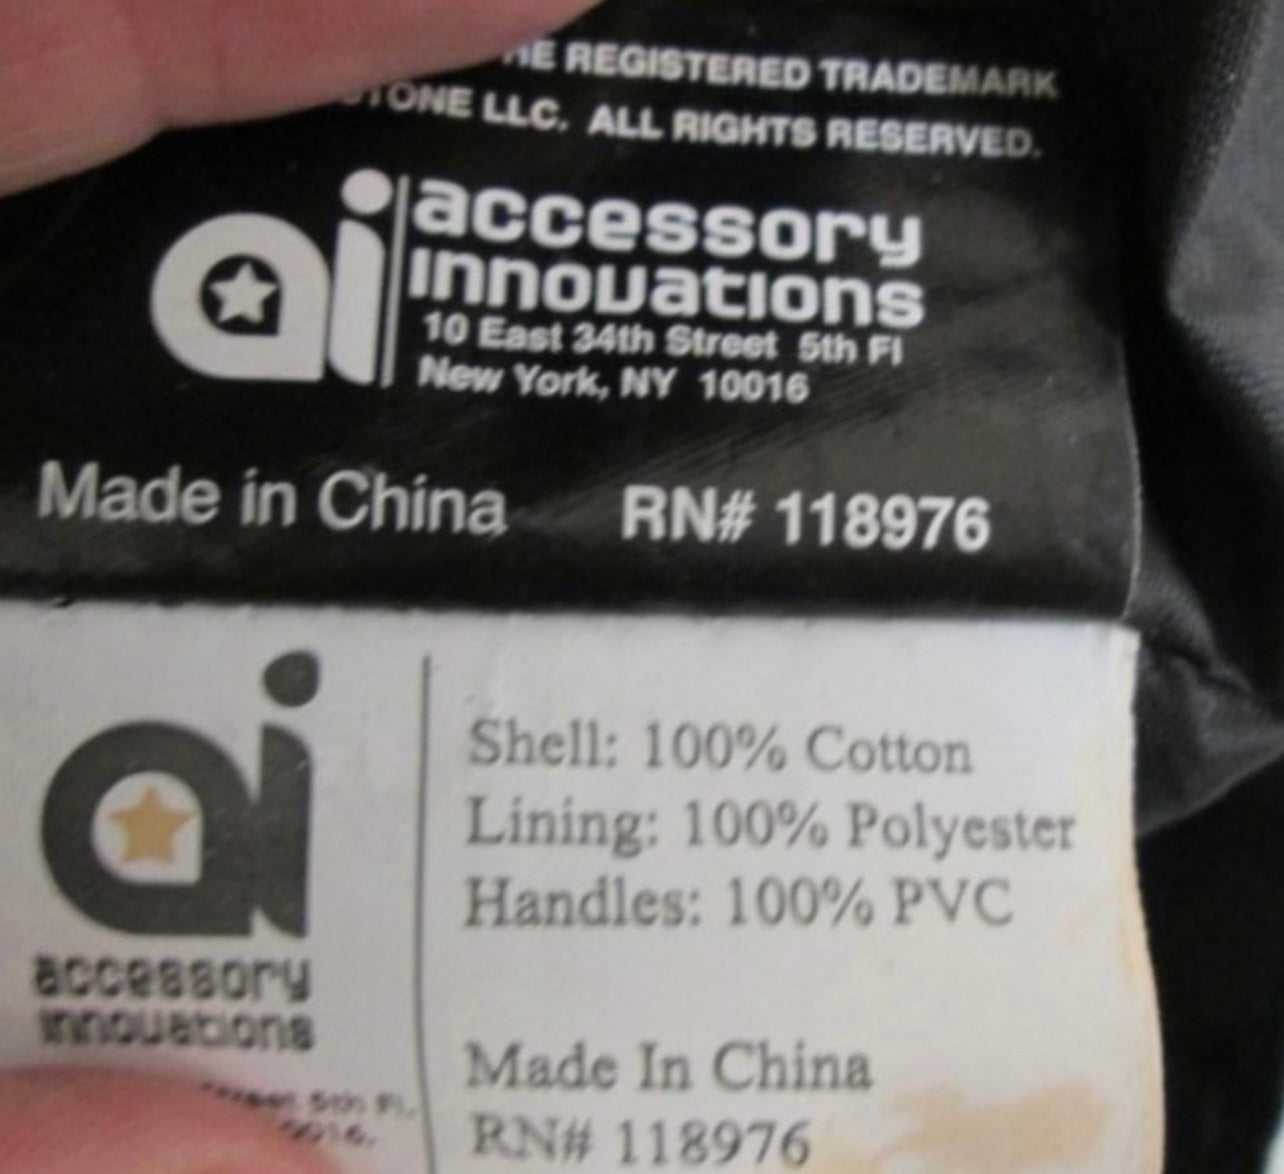 REGISTERED TRADEMARK
LLC. ALL RIGHTS RESERVED.
ai
accessory
innovations
10 East 34th Street 5th Fl
New York, NY 10016
Made in China RN# 118976
ai
accessory
innovations
5th Fl.
Shell: 100% Cotton
Lining: 100% Polyester
Handles: 100% PVC
Made In China
RN# 118976